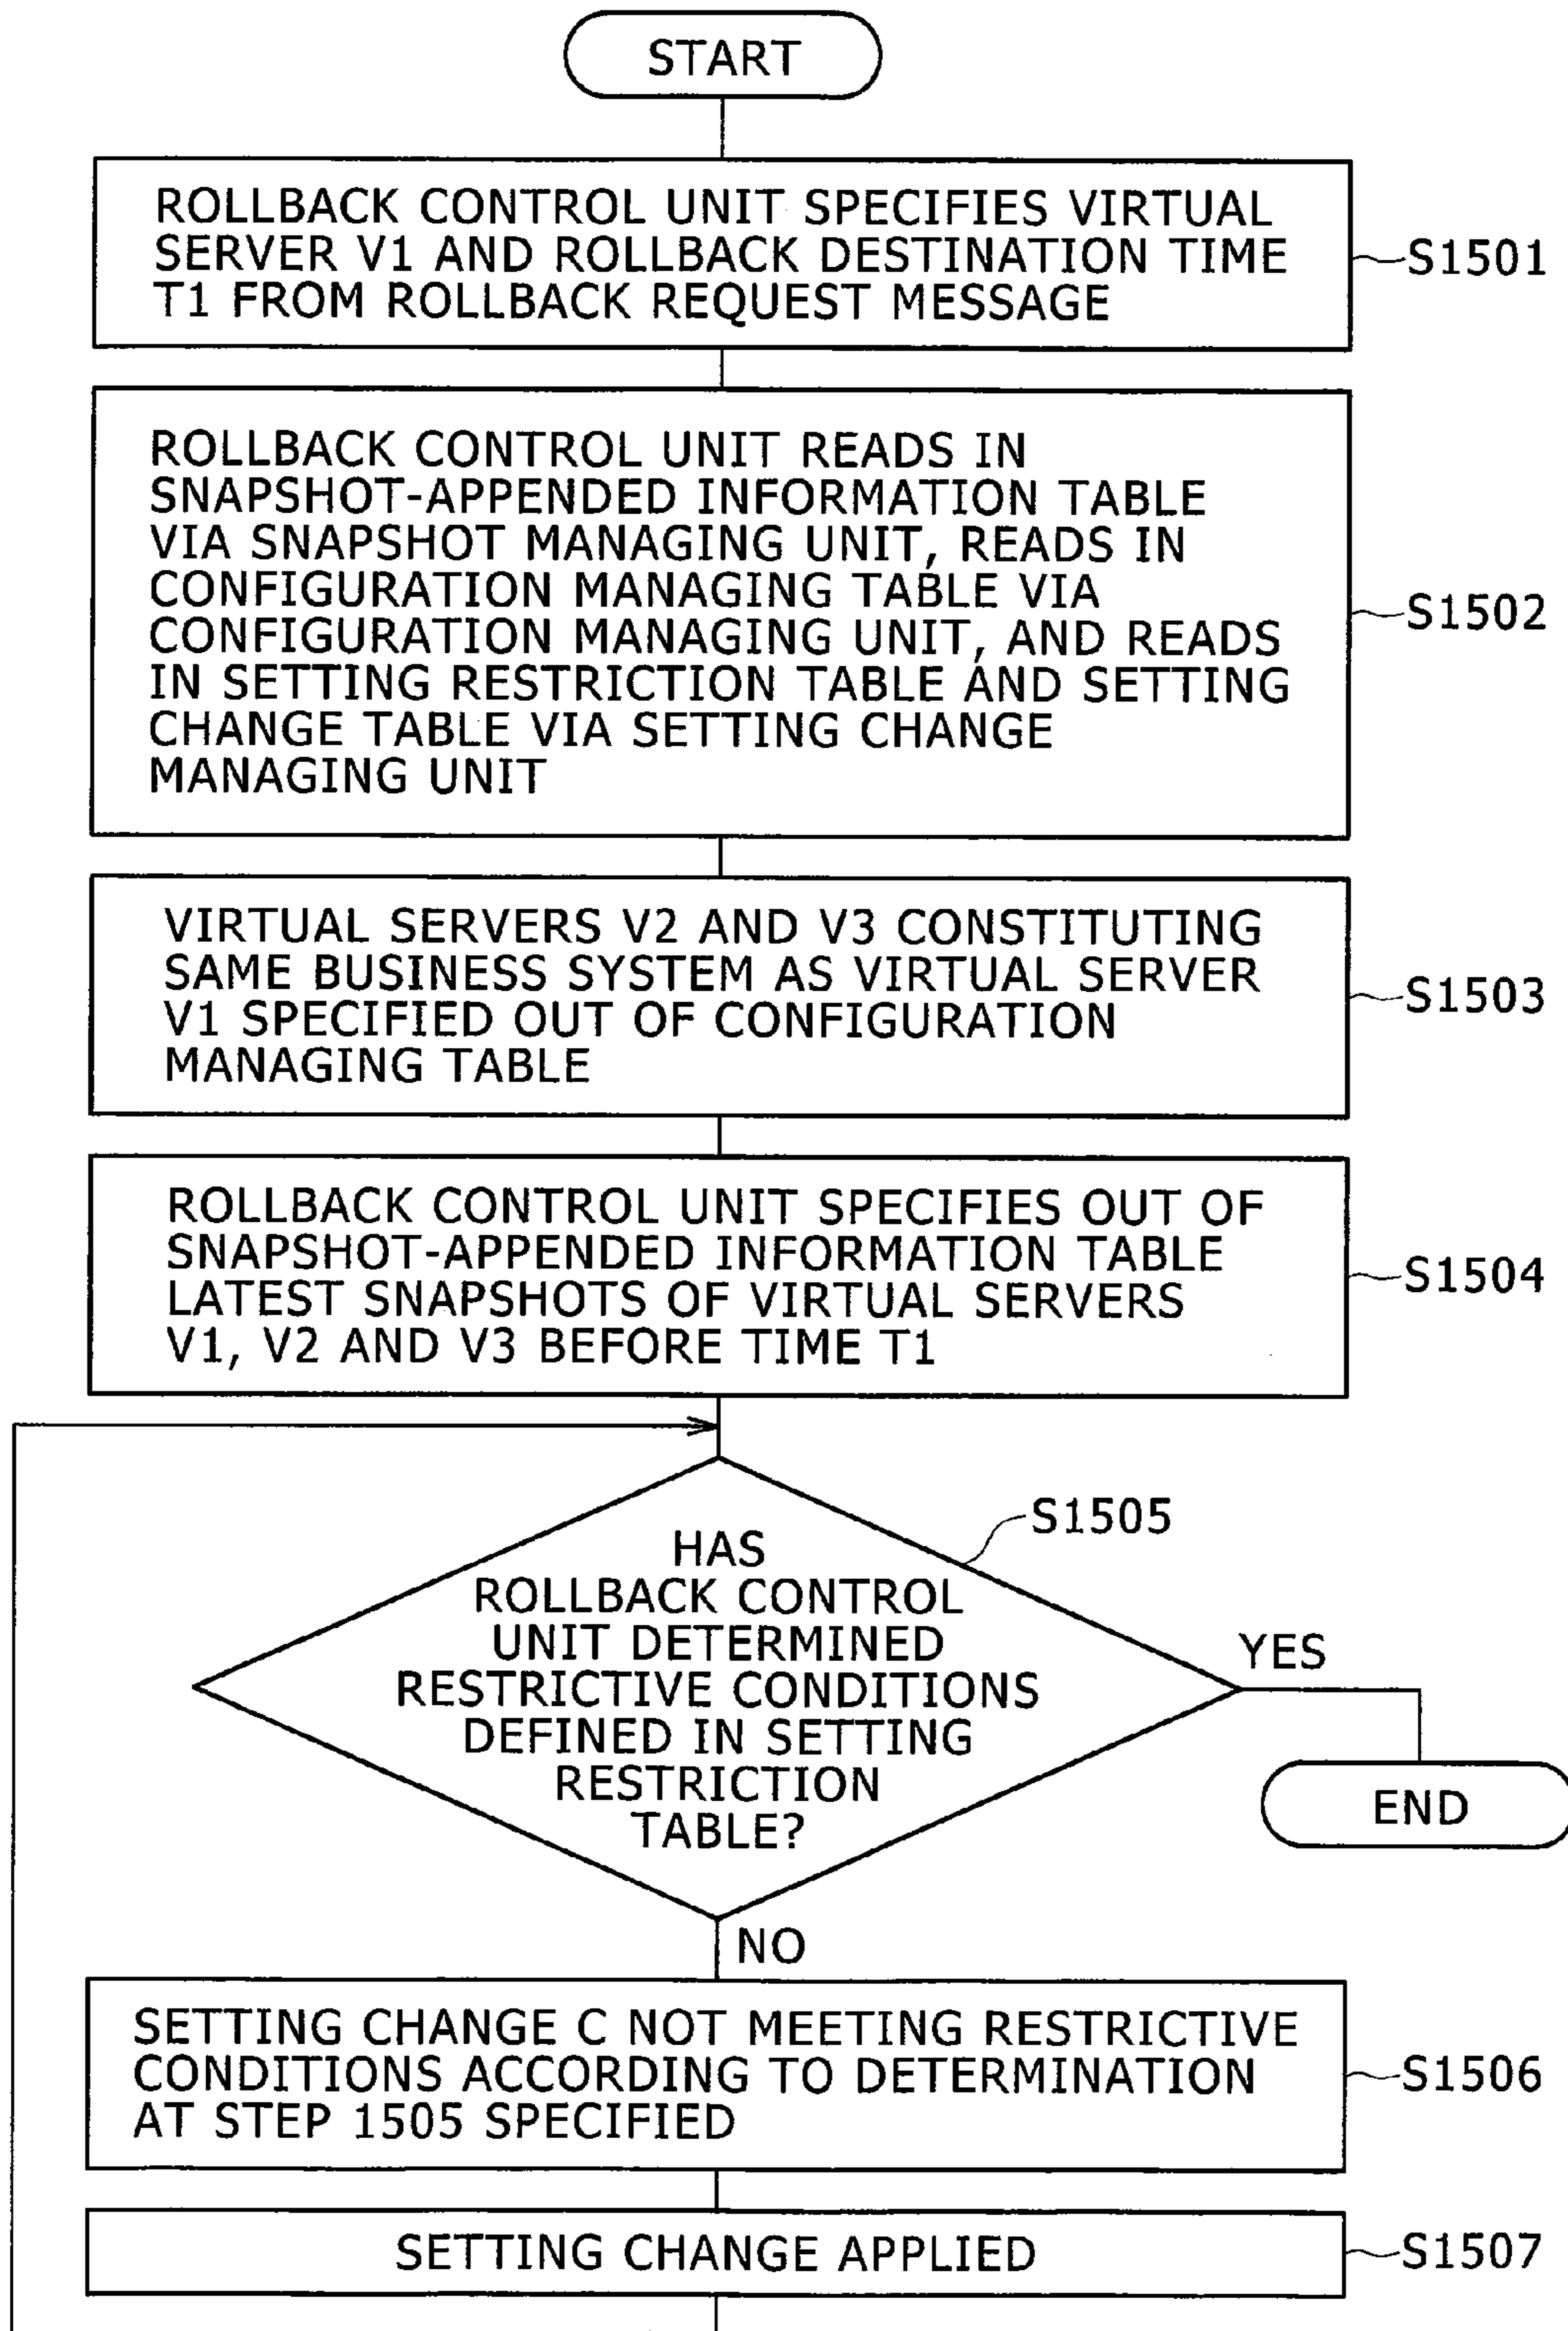 START
ROLLBACK CONTROL UNIT SPECIFIES VIRTUAL
SERVER V1 AND ROLLBACK DESTINATION TIME
T1 FROM ROLLBACK REQUEST MESSAGE
S1501
ROLLBACK CONTROL UNIT READS IN
SNAPSHOT-APPENDED INFORMATION TABLE
VIA SNAPSHOT MANAGING UNIT, READS IN
CONFIGURATION MANAGING TABLE VIA
CONFIGURATION MANAGING UNIT, AND READS
IN SETTING RESTRICTION TABLE AND SETTING
CHANGE TABLE VIA SETTING CHANGE
MANAGING UNIT
S1502
VIRTUAL SERVERS V2 AND V3 CONSTITUTING
SAME BUSINESS SYSTEM AS VIRTUAL SERVER
V1 SPECIFIED OUT OF CONFIGURATION
MANAGING TABLE
S1503
ROLLBACK CONTROL UNIT SPECIFIES OUT OF
SNAPSHOT-APPENDED INFORMATION TABLE
LATEST SNAPSHOTS OF VIRTUAL SERVERS
V1, V2 AND V3 BEFORE TIME T1
S1504
S1505
HAS
ROLLBACK CONTROL
UNIT DETERMINED
RESTRICTIVE CONDITIONS
DEFINED IN SETTING
RESTRICTION
TABLE?
YES
END
NO
SETTING CHANGE C NOT MEETING RESTRICTIVE
CONDITIONS ACCORDING TO DETERMINATION
AT STEP 1505 SPECIFIED
S1506
SETTING CHANGE APPLIED
S1507